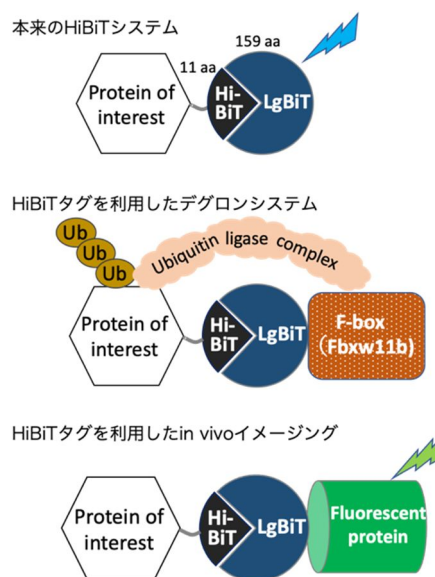 本来のHiBiTシステム
159 aa
11 aa
Protein of
interest
Hi-
BiT
LgBiT
HiBiTタグを利用したデグロンシステム
Ub
Ub
Ub
Ubiquitin ligase complex
Protein of
interest
Hi-
BiT
LgBiT
F-box
（Fbxw11b)
HiBiTタグを利用したin vivoイメージング
Protein of
interest
Hi-
BiT
LgBiT
Fluorescent
protein